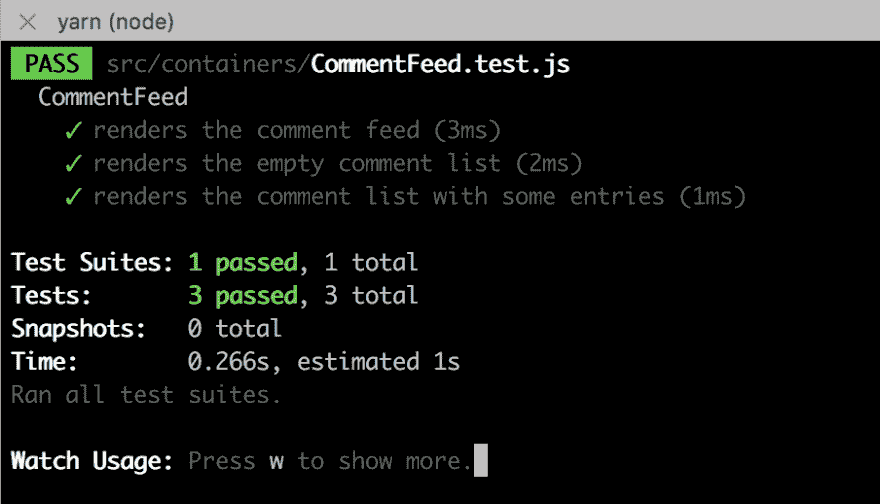 yarn (node)
PASS src/containers/CommentFeed.test.js
CommentFeed
✓ renders the comment feed (3ms)
✓ renders the empty comment list (2ms)
✓ renders the comment list with some entries (1ms)
Test Suites: 1 passed, 1 total
Tests: 3 passed, 3 total
Snapshots: 0 total
Time: 0.266s, estimated 1s
Ran all test suites.
Watch Usage: Press w to show more.